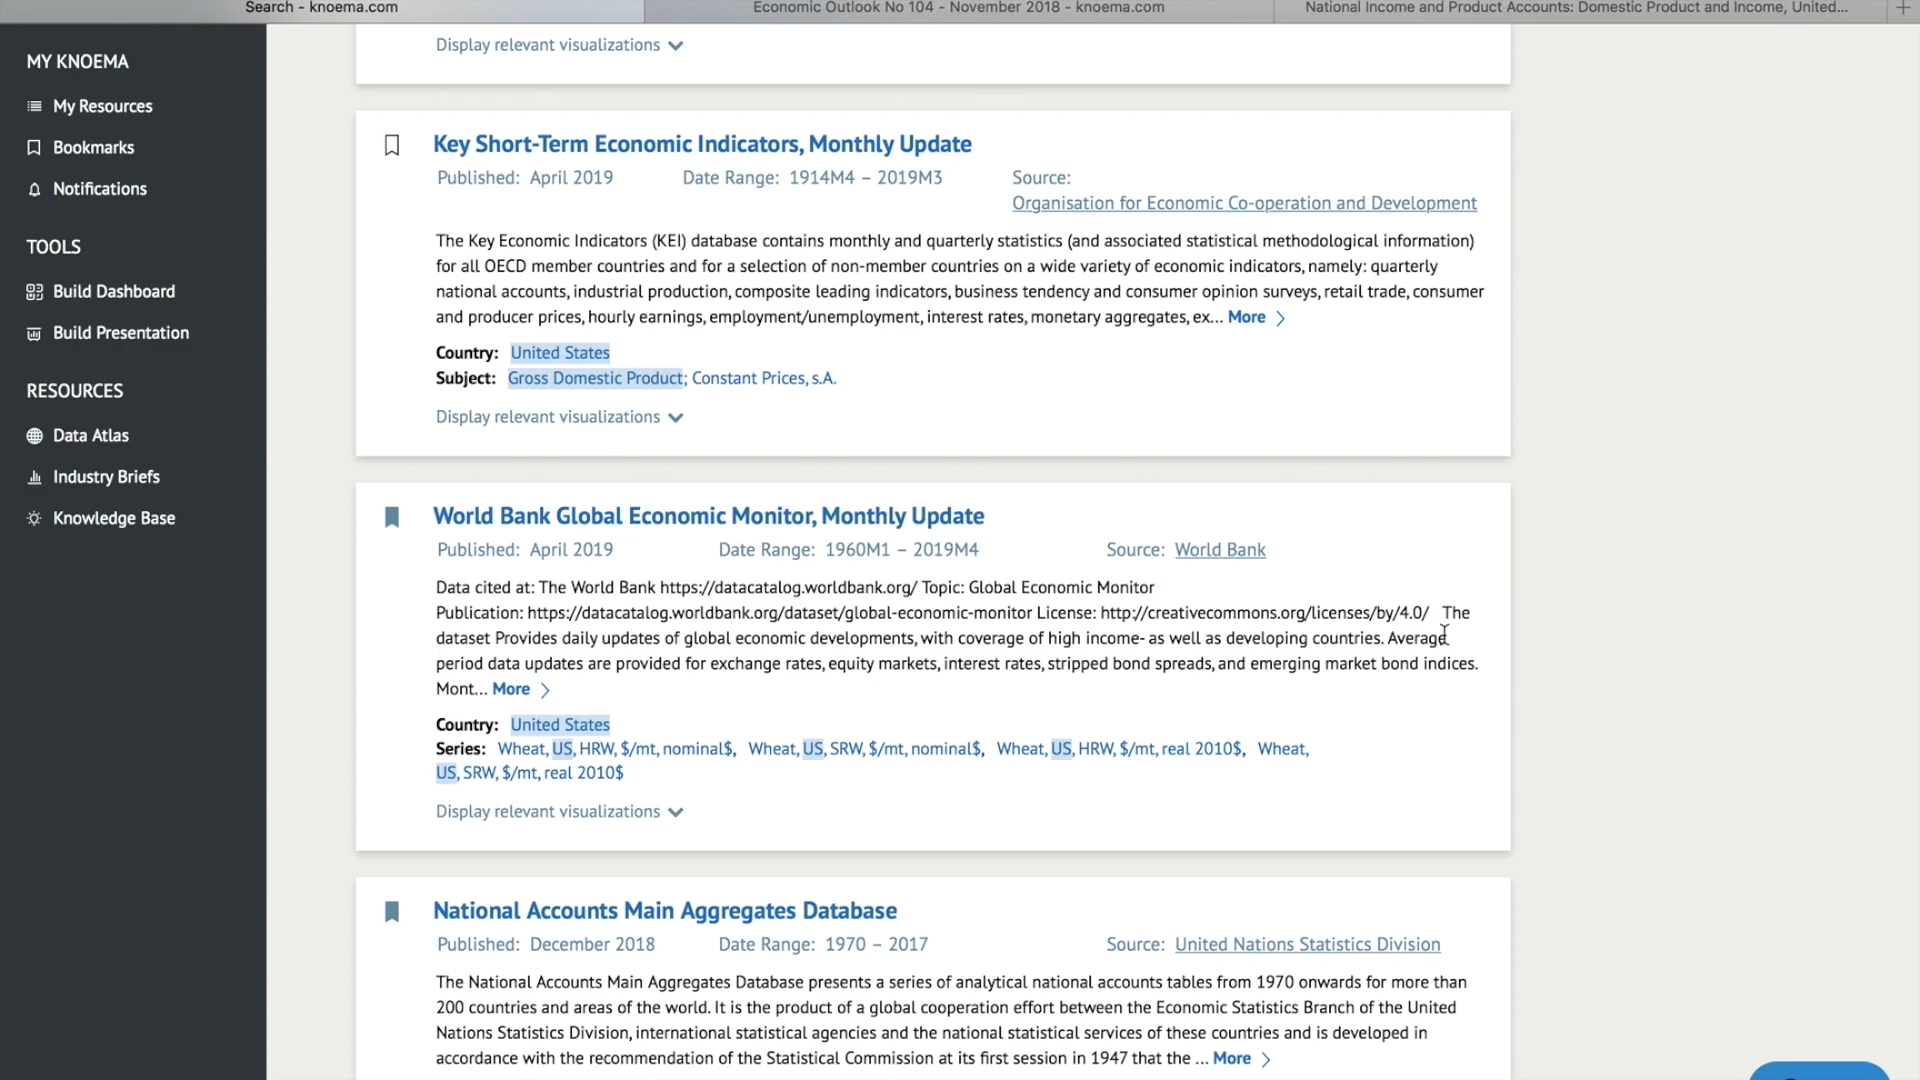 Search - knoema.com
Economic Outlook No 104 - November 2018 - knoema.com
National Income and Product Accounts: Domestic Product and Income, United...
MY KNOEMA
My Resources
Bookmarks
Notifications
TOOLS
Build Dashboard
Build Presentation
RESOURCES
Data Atlas
Industry Briefs
Knowledge Base
Display relevant visualizations
Key Short-Term Economic Indicators, Monthly Update
Published: April 2019 Date Range: 1914M4 – 2019M3 Source:
Organisation for Economic Co-operation and Development
The Key Economic Indicators (KEI) database contains monthly and quarterly statistics (and associated statistical methodological information)
for all OECD member countries and for a selection of non-member countries on a wide variety of economic indicators, namely: quarterly
national accounts, industrial production, composite leading indicators, business tendency and consumer opinion surveys, retail trade, consumer
and producer prices, hourly earnings, employment/unemployment, interest rates, monetary aggregates, ex... More
Country: United States
Subject: Gross Domestic Product; Constant Prices, s.A.
Display relevant visualizations
World Bank Global Economic Monitor, Monthly Update
Published: April 2019 Date Range: 1960M1 – 2019M4 Source: World Bank
Data cited at: The World Bank https://datacatalog.worldbank.org/ Topic: Global Economic Monitor
Publication: https://datacatalog.worldbank.org/dataset/global-economic-monitor License: http://creativecommons.org/licenses/by/4.0/ The
dataset Provides daily updates of global economic developments, with coverage of high income- as well as developing countries. Average
period data updates are provided for exchange rates, equity markets, interest rates, stripped bond spreads, and emerging market bond indices.
Mont... More
Country: United States
Series: Wheat, US, HRW, $/mt, nominal$, Wheat, US, SRW, $/mt, nominal$, Wheat, US, HRW, $/mt, real 2010$, Wheat,
US, SRW, $/mt, real 2010$
Display relevant visualizations
National Accounts Main Aggregates Database
Published: December 2018 Date Range: 1970 – 2017 Source: United Nations Statistics Division
The National Accounts Main Aggregates Database presents a series of analytical national accounts tables from 1970 onwards for more than
200 countries and areas of the world. It is the product of a global cooperation effort between the Economic Statistics Branch of the United
Nations Statistics Division, international statistical agencies and the national statistical services of these countries and is developed in
accordance with the recommendation of the Statistical Commission at its first session in 1947 that the ... More